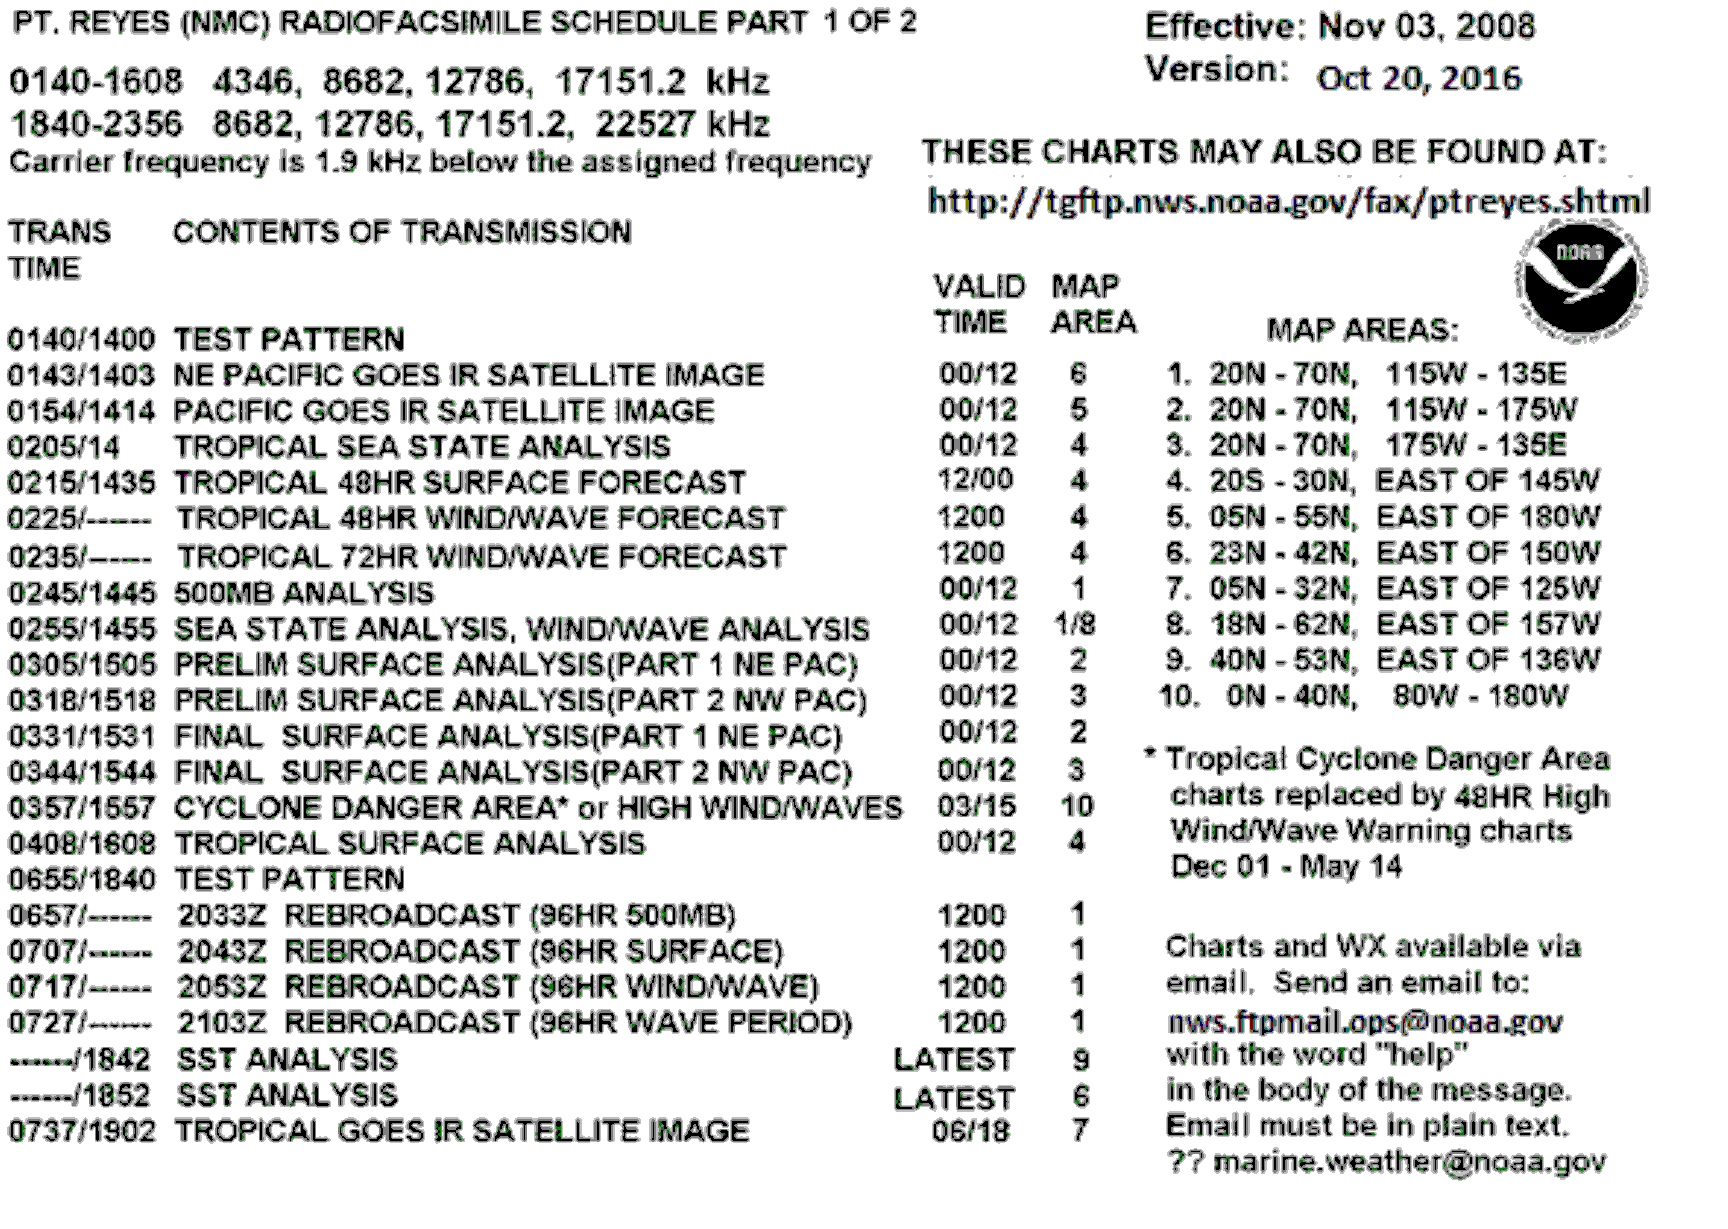 PT. REYES (NMC) RADIOFACSIMILE SCHEDULE PART 1 OF 2
Effective: Nov 03, 2008
Version: Oct 20, 2016
0140-1608 4346, 8682, 12786, 17151.2 kHz
1840-2356 8682, 12786, 17151.2, 22527 kHz
Carrier frequency is 1.9 kHz below the assigned frequency
THESE CHARTS MAY ALSO BE FOUND AT:
http://tgftp.nws.noaa.gov/fax/ptreyes.shtml
NOAA
TRANS CONTENTS OF TRANSMISSION
TIME
VALID MAP
TIME AREA
0140/1400 TEST PATTERN
0143/1403 NE PACIFIC GOES IR SATELLITE IMAGE 00/12 6
0154/1414 PACIFIC GOES IR SATELLITE IMAGE 00/12 5
0205/14 TROPICAL SEA STATE ANALYSIS 00/12 4
0215/1435 TROPICAL 48HR SURFACE FORECAST 12/00 4
0225/------ TROPICAL 48HR WIND/WAVE FORECAST 1200 4
0235/------ TROPICAL 72HR WIND/WAVE FORECAST 1200 4
0245/1445 500MB ANALYSIS 00/12 1
0255/1455 SEA STATE ANALYSIS, WIND/WAVE ANALYSIS 00/12 1/8
0305/1505 PRELIM SURFACE ANALYSIS(PART 1 NE PAC) 00/12 2
0318/1518 PRELIM SURFACE ANALYSIS(PART 2 NW PAC) 00/12 3
0331/1531 FINAL SURFACE ANALYSIS(PART 1 NE PAC) 00/12 2
0344/1544 FINAL SURFACE ANALYSIS(PART 2 NW PAC) 00/12 3
0357/1557 CYCLONE DANGER AREA* or HIGH WIND/WAVES 03/15 10
0408/1608 TROPICAL SURFACE ANALYSIS 00/12 4
0655/1840 TEST PATTERN
0657/------ 2033Z REBROADCAST (96HR 500MB) 1200 1
0707/------ 2043Z REBROADCAST (96HR SURFACE) 1200 1
0717/------ 2053Z REBROADCAST (96HR WIND/WAVE) 1200 1
0727/------ 2103Z REBROADCAST (96HR WAVE PERIOD) 1200 1
------/1842 SST ANALYSIS LATEST 9
------/1852 SST ANALYSIS LATEST 6
0737/1902 TROPICAL GOES IR SATELLITE IMAGE 06/18 7
MAP AREAS:
1. 20N - 70N, 115W - 135E
2. 20N - 70N, 115W - 175W
3. 20N - 70N, 175W - 135E
4. 20S - 30N, EAST OF 145W
5. 05N - 55N, EAST OF 180W
6. 23N - 42N, EAST OF 150W
7. 05N - 32N, EAST OF 125W
8. 18N - 62N, EAST OF 157W
9. 40N - 53N, EAST OF 136W
10. 0N - 40N, 80W - 180W
* Tropical Cyclone Danger Area
charts replaced by 48HR High
Wind/Wave Warning charts
Dec 01 - May 14
Charts and WX available via
email. Send an email to:
nws.ftpmail.ops@noaa.gov
with the word "help"
in the body of the message.
Email must be in plain text.
?? marine.weather@noaa.gov